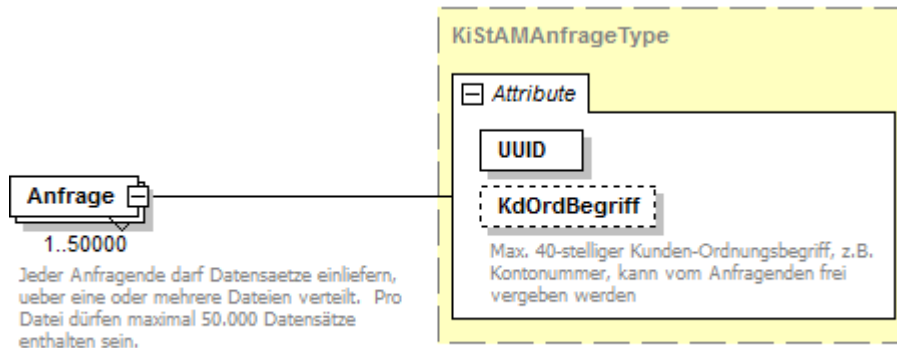 KiStAMAnfrageType
Attribute
UUID
KdOrdBegriff
Max. 40-stelliger Kunden-Ordnungsbegriff, z.B.
Kontonummer, kann vom Anfragenden frei
vergeben werden
Anfrage
1..50000
Jeder Anfragende darf Datensaetze einliefern,
ueber eine oder mehrere Dateien verteilt. Pro
Datei dürfen maximal 50.000 Datensätze
enthalten sein.